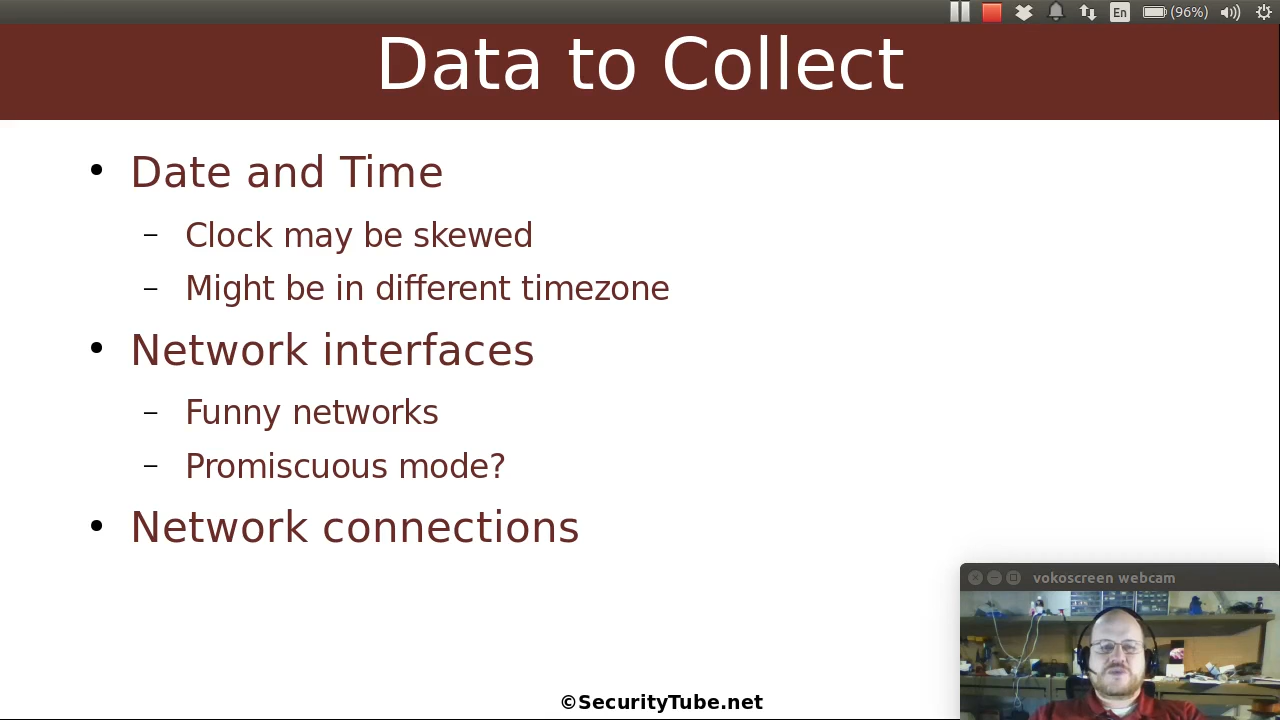 En (96%)
Data to Collect
• Date and Time
– Clock may be skewed
– Might be in different timezone
• Network interfaces
– Funny networks
– Promiscuous mode?
• Network connections
vokoscreen webcam
©SecurityTube.net